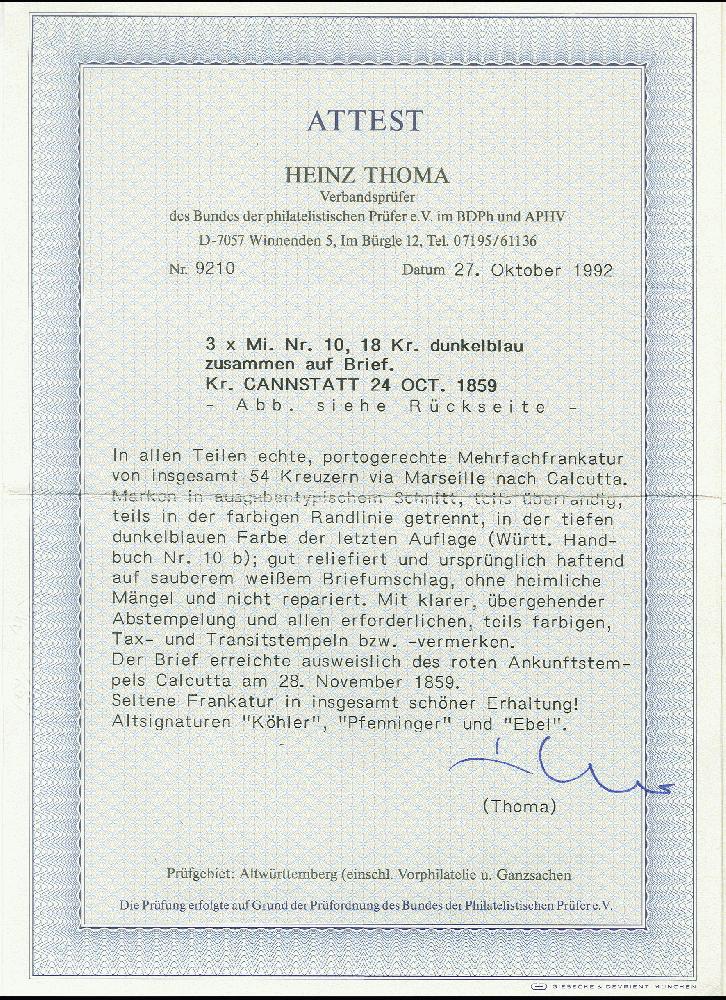 ATTEST
HEINZ THOMA
Verbandsprüfer
des Bundes der philatelistischen Prüfer e.V. im BDPh und APHV
D-7057 Winnenden 5, Im Bürgle 12, Tel. 07195/61136
Nr. 9210 Datum 27. Oktober 1992
3 x Mi. Nr. 10, 18 Kr. dunkelblau
zusammen auf Brief.
Kr. CANNSTATT 24 OCT. 1859
- Abb. siehe Rückseite -
In allen Teilen echte, portogerechte Mehrfachfrankatur
von insgesamt 54 Kreuzern via Marseille nach Calcutta.
Marken in ausgabentypischem Schnitt, teils überrandig,
teils in der farbigen Randlinie getrennt, in der tiefen
dunkelblauen Farbe der letzten Auflage (Württ. Hand-
buch Nr. 10 b); gut reliefiert und ursprünglich haftend
auf sauberem weißem Briefumschlag, ohne heimliche
Mängel und nicht repariert. Mit klarer, übergehender
Abstempelung und allen erforderlichen, teils farbigen,
Tax- und Transitstempeln bzw. -vermerken.
Der Brief erreichte ausweislich des roten Ankunftstem-
pels Calcutta am 28. November 1859.
Seltene Frankatur in insgesamt schöner Erhaltung!
Altsignaturen "Köhler", "Pfenninger" und "Ebel".
(Thoma)
Prüfgebiet: Altwürttemberg (einschl. Vorphilatelie u. Ganzsachen
Die Prüfung erfolgte auf Grund der Prüfordnung des Bundes der Philatelistischen Prüfer e.V.
GIESECKE & DEVRIENT MÜNCHEN